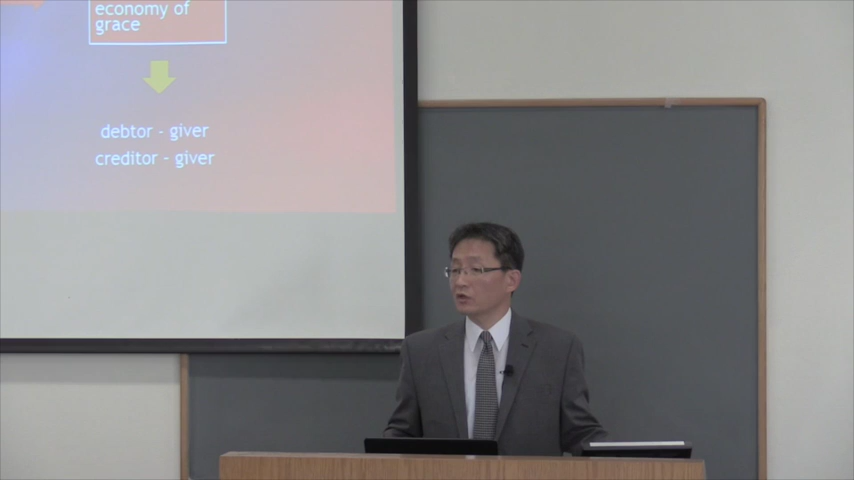 economy of
grace
debtor - giver
creditor - giver